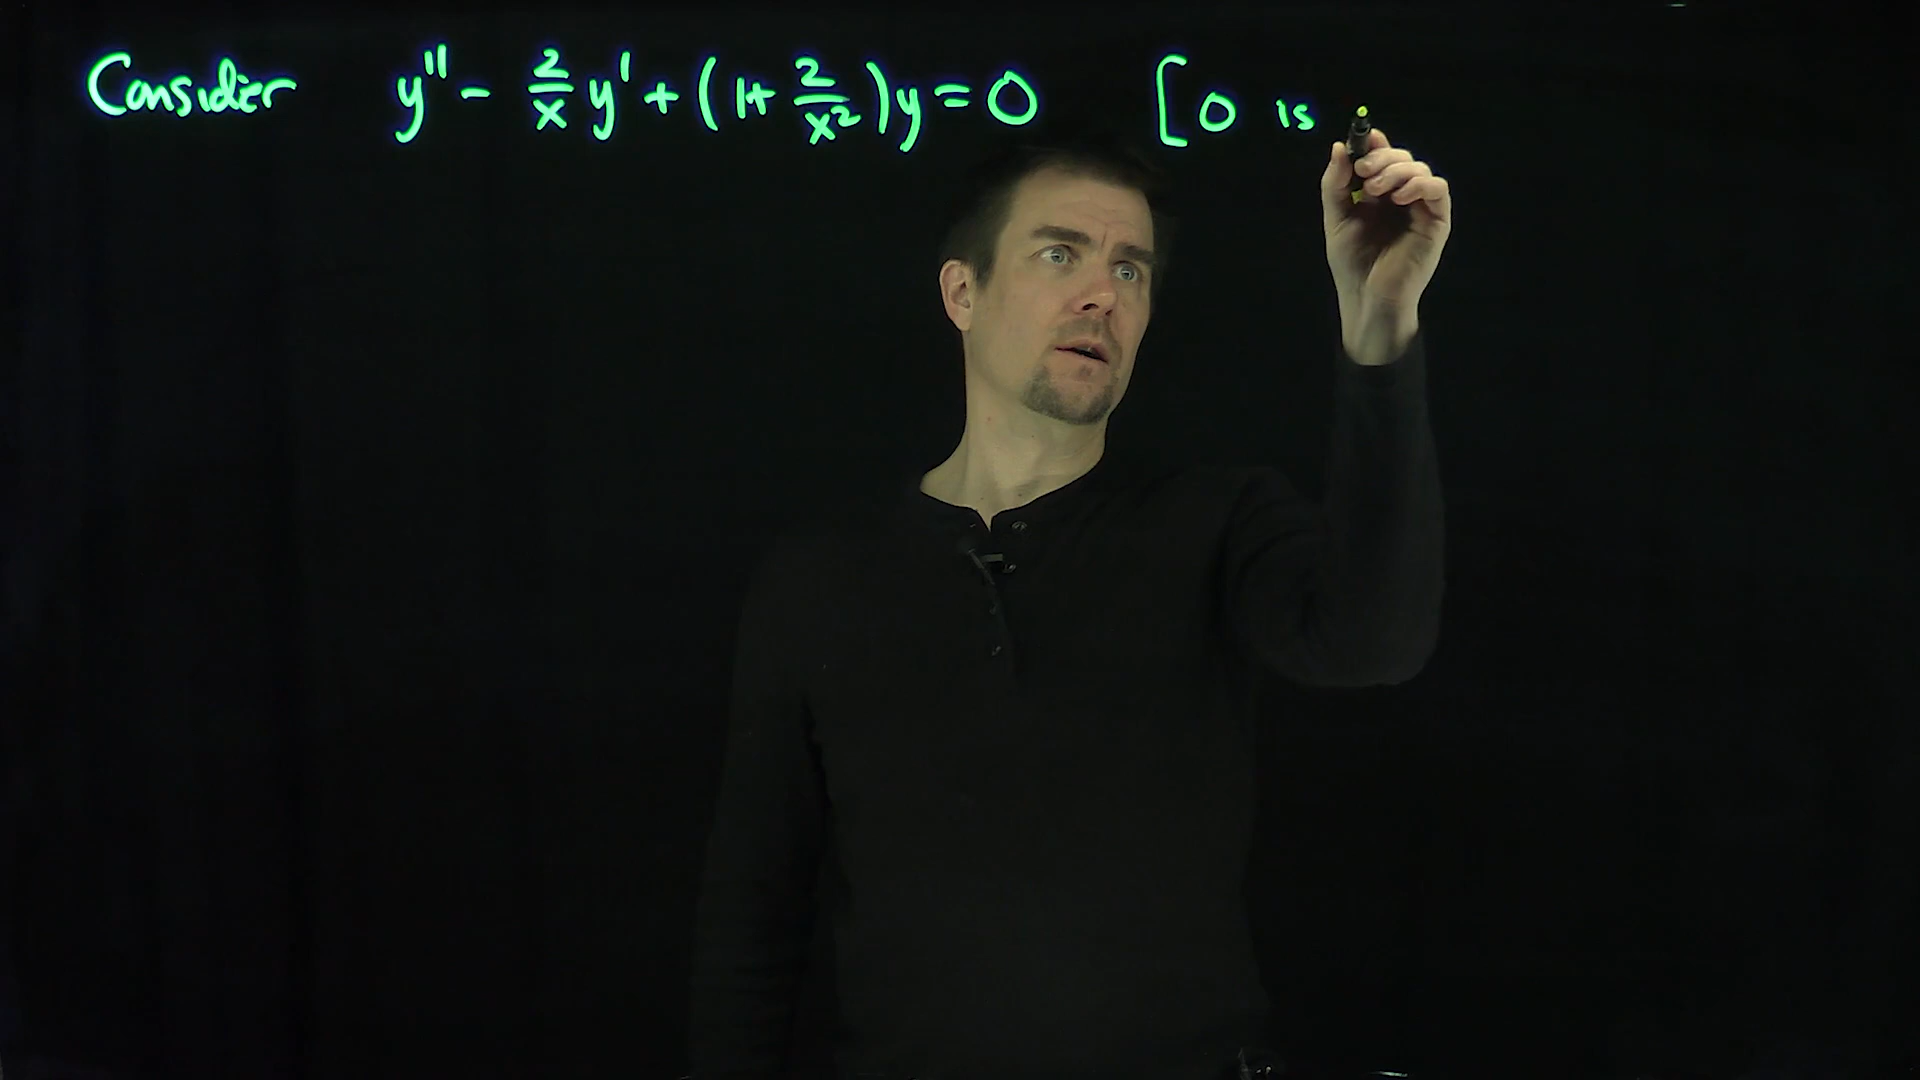 Consider y'' - 2/x y' + (1 + 2/x²)y = 0 [0 is